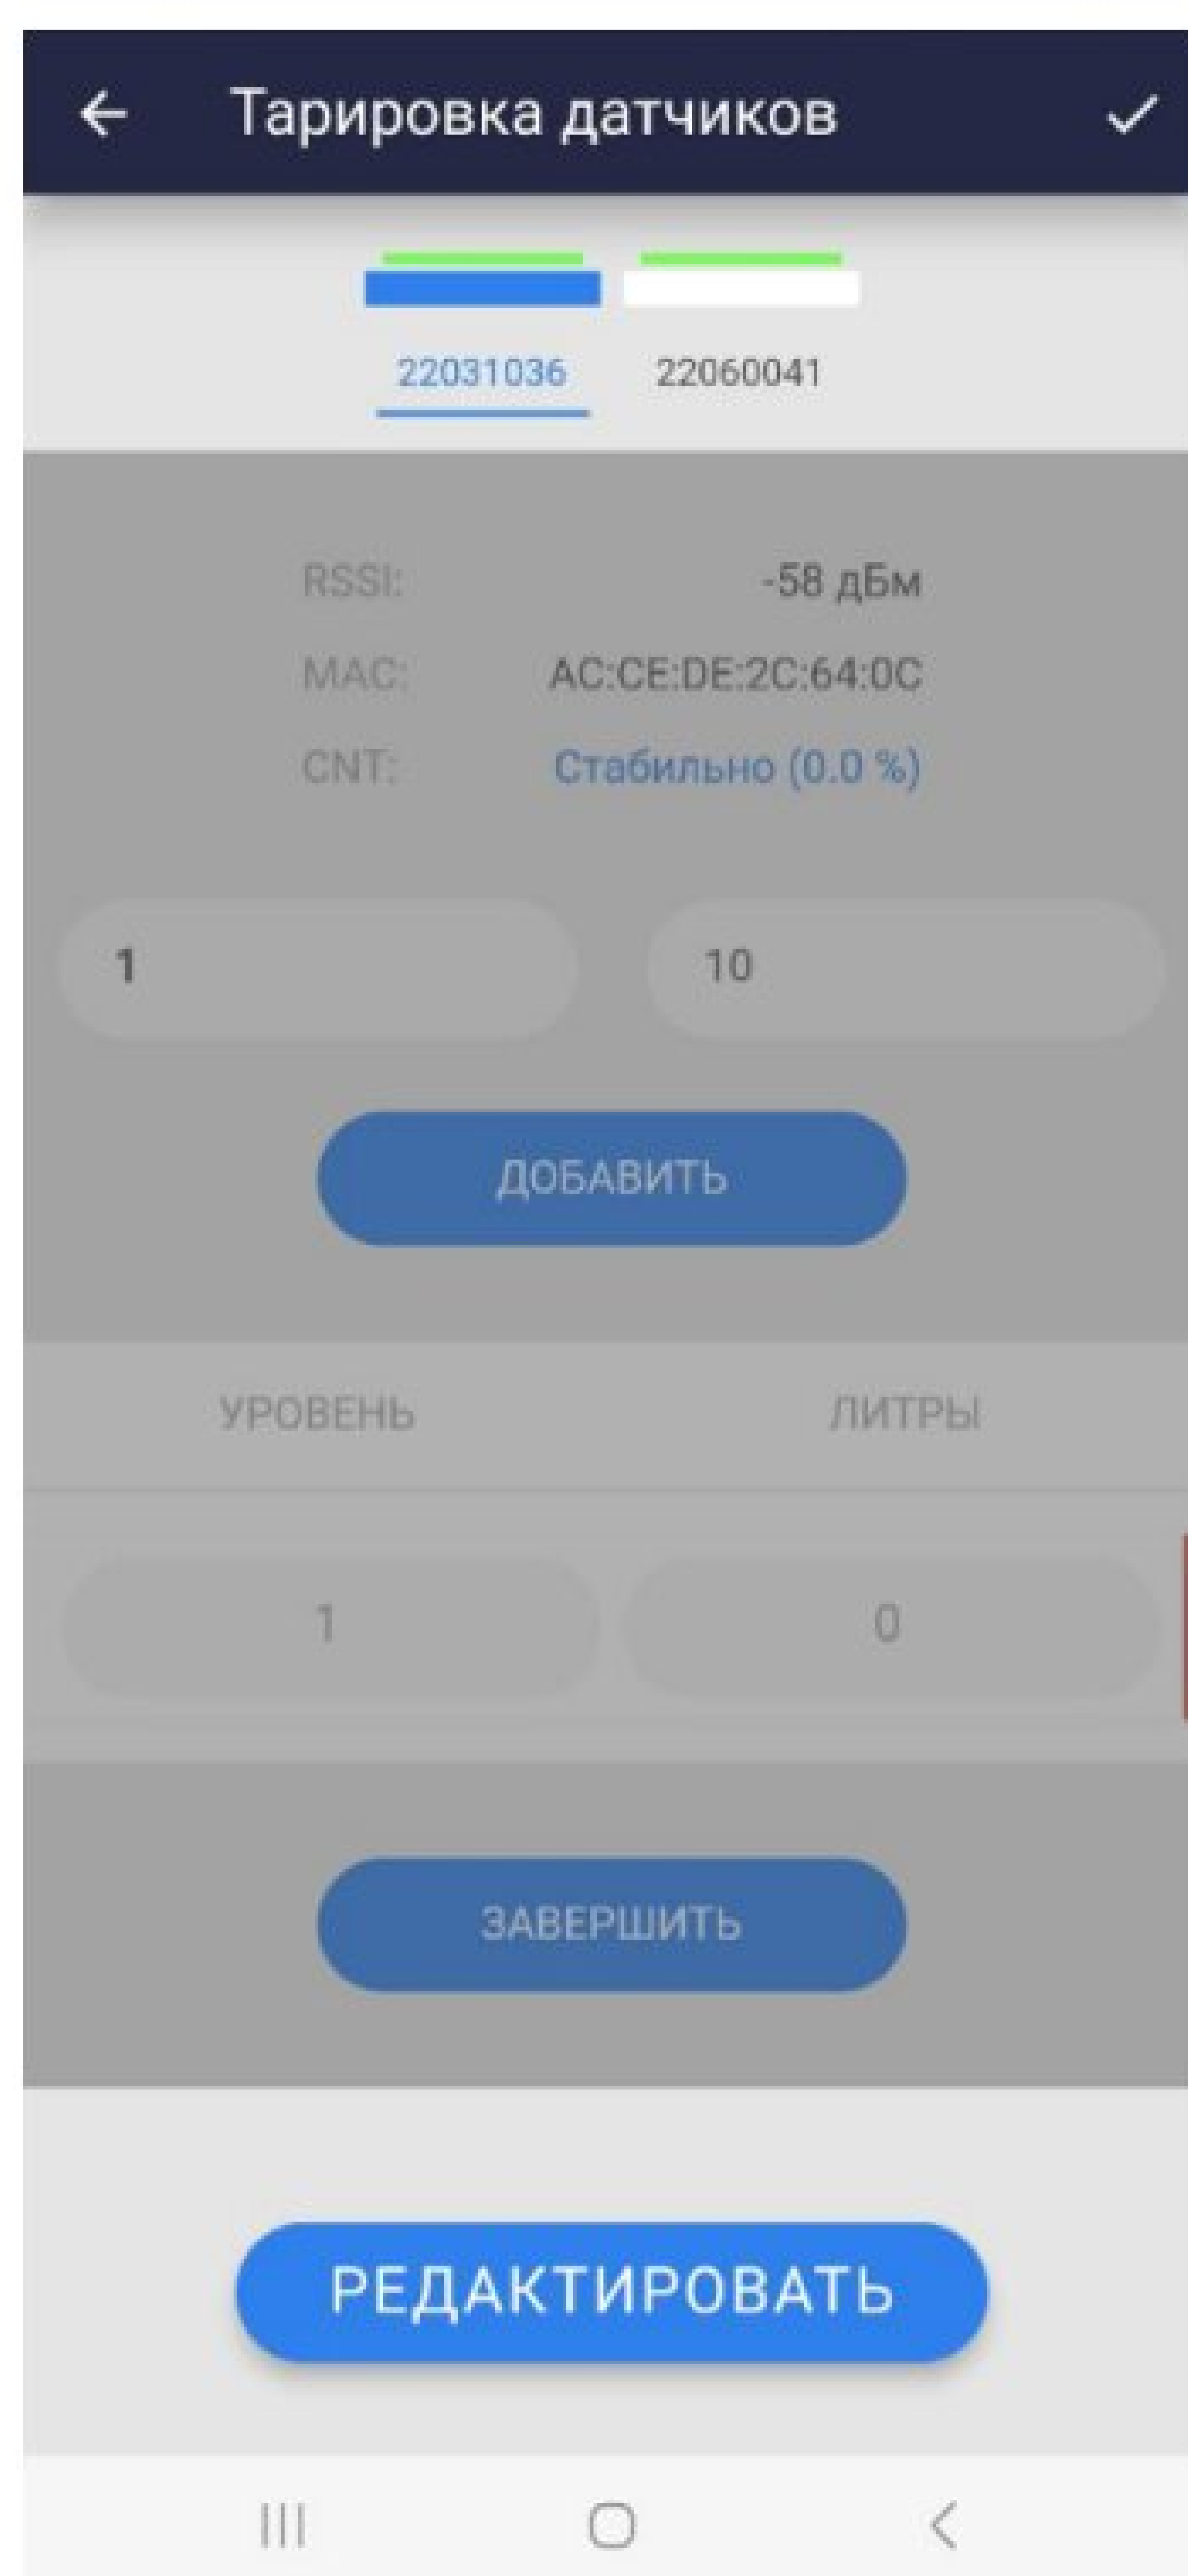 Тарировка датчиков
22031036 22060041
RSSI: -58 дБм
MAC: AC:CE:DE:2C:64:0C
CNT: Стабильно (0.0 %)
1 10
ДОБАВИТЬ
УРОВЕНЬ ЛИТРЫ
1 0
ЗАВЕРШИТЬ
РЕДАКТИРОВАТЬ